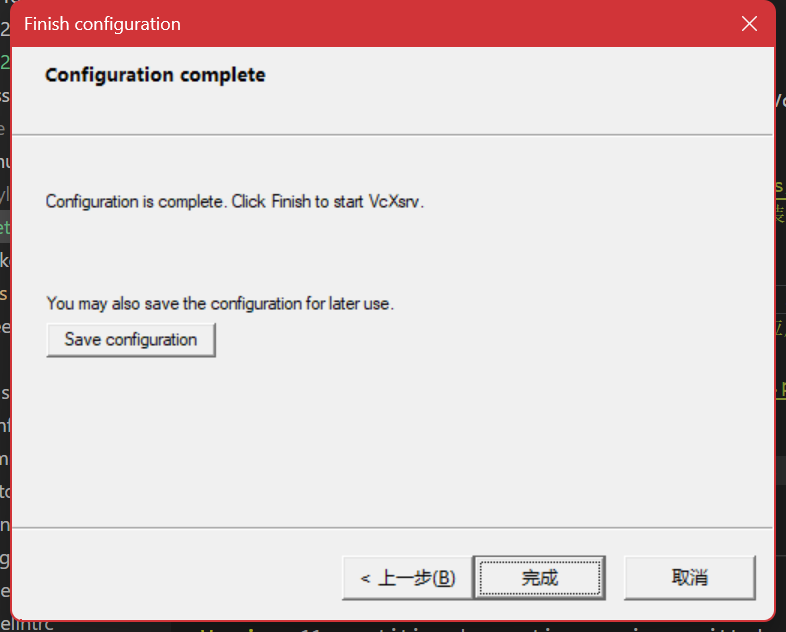 Finish configuration
Configuration complete
Configuration is complete. Click Finish to start VcXsrv.
You may also save the configuration for later use.
Save configuration
< 上一步(B)
完成
取消